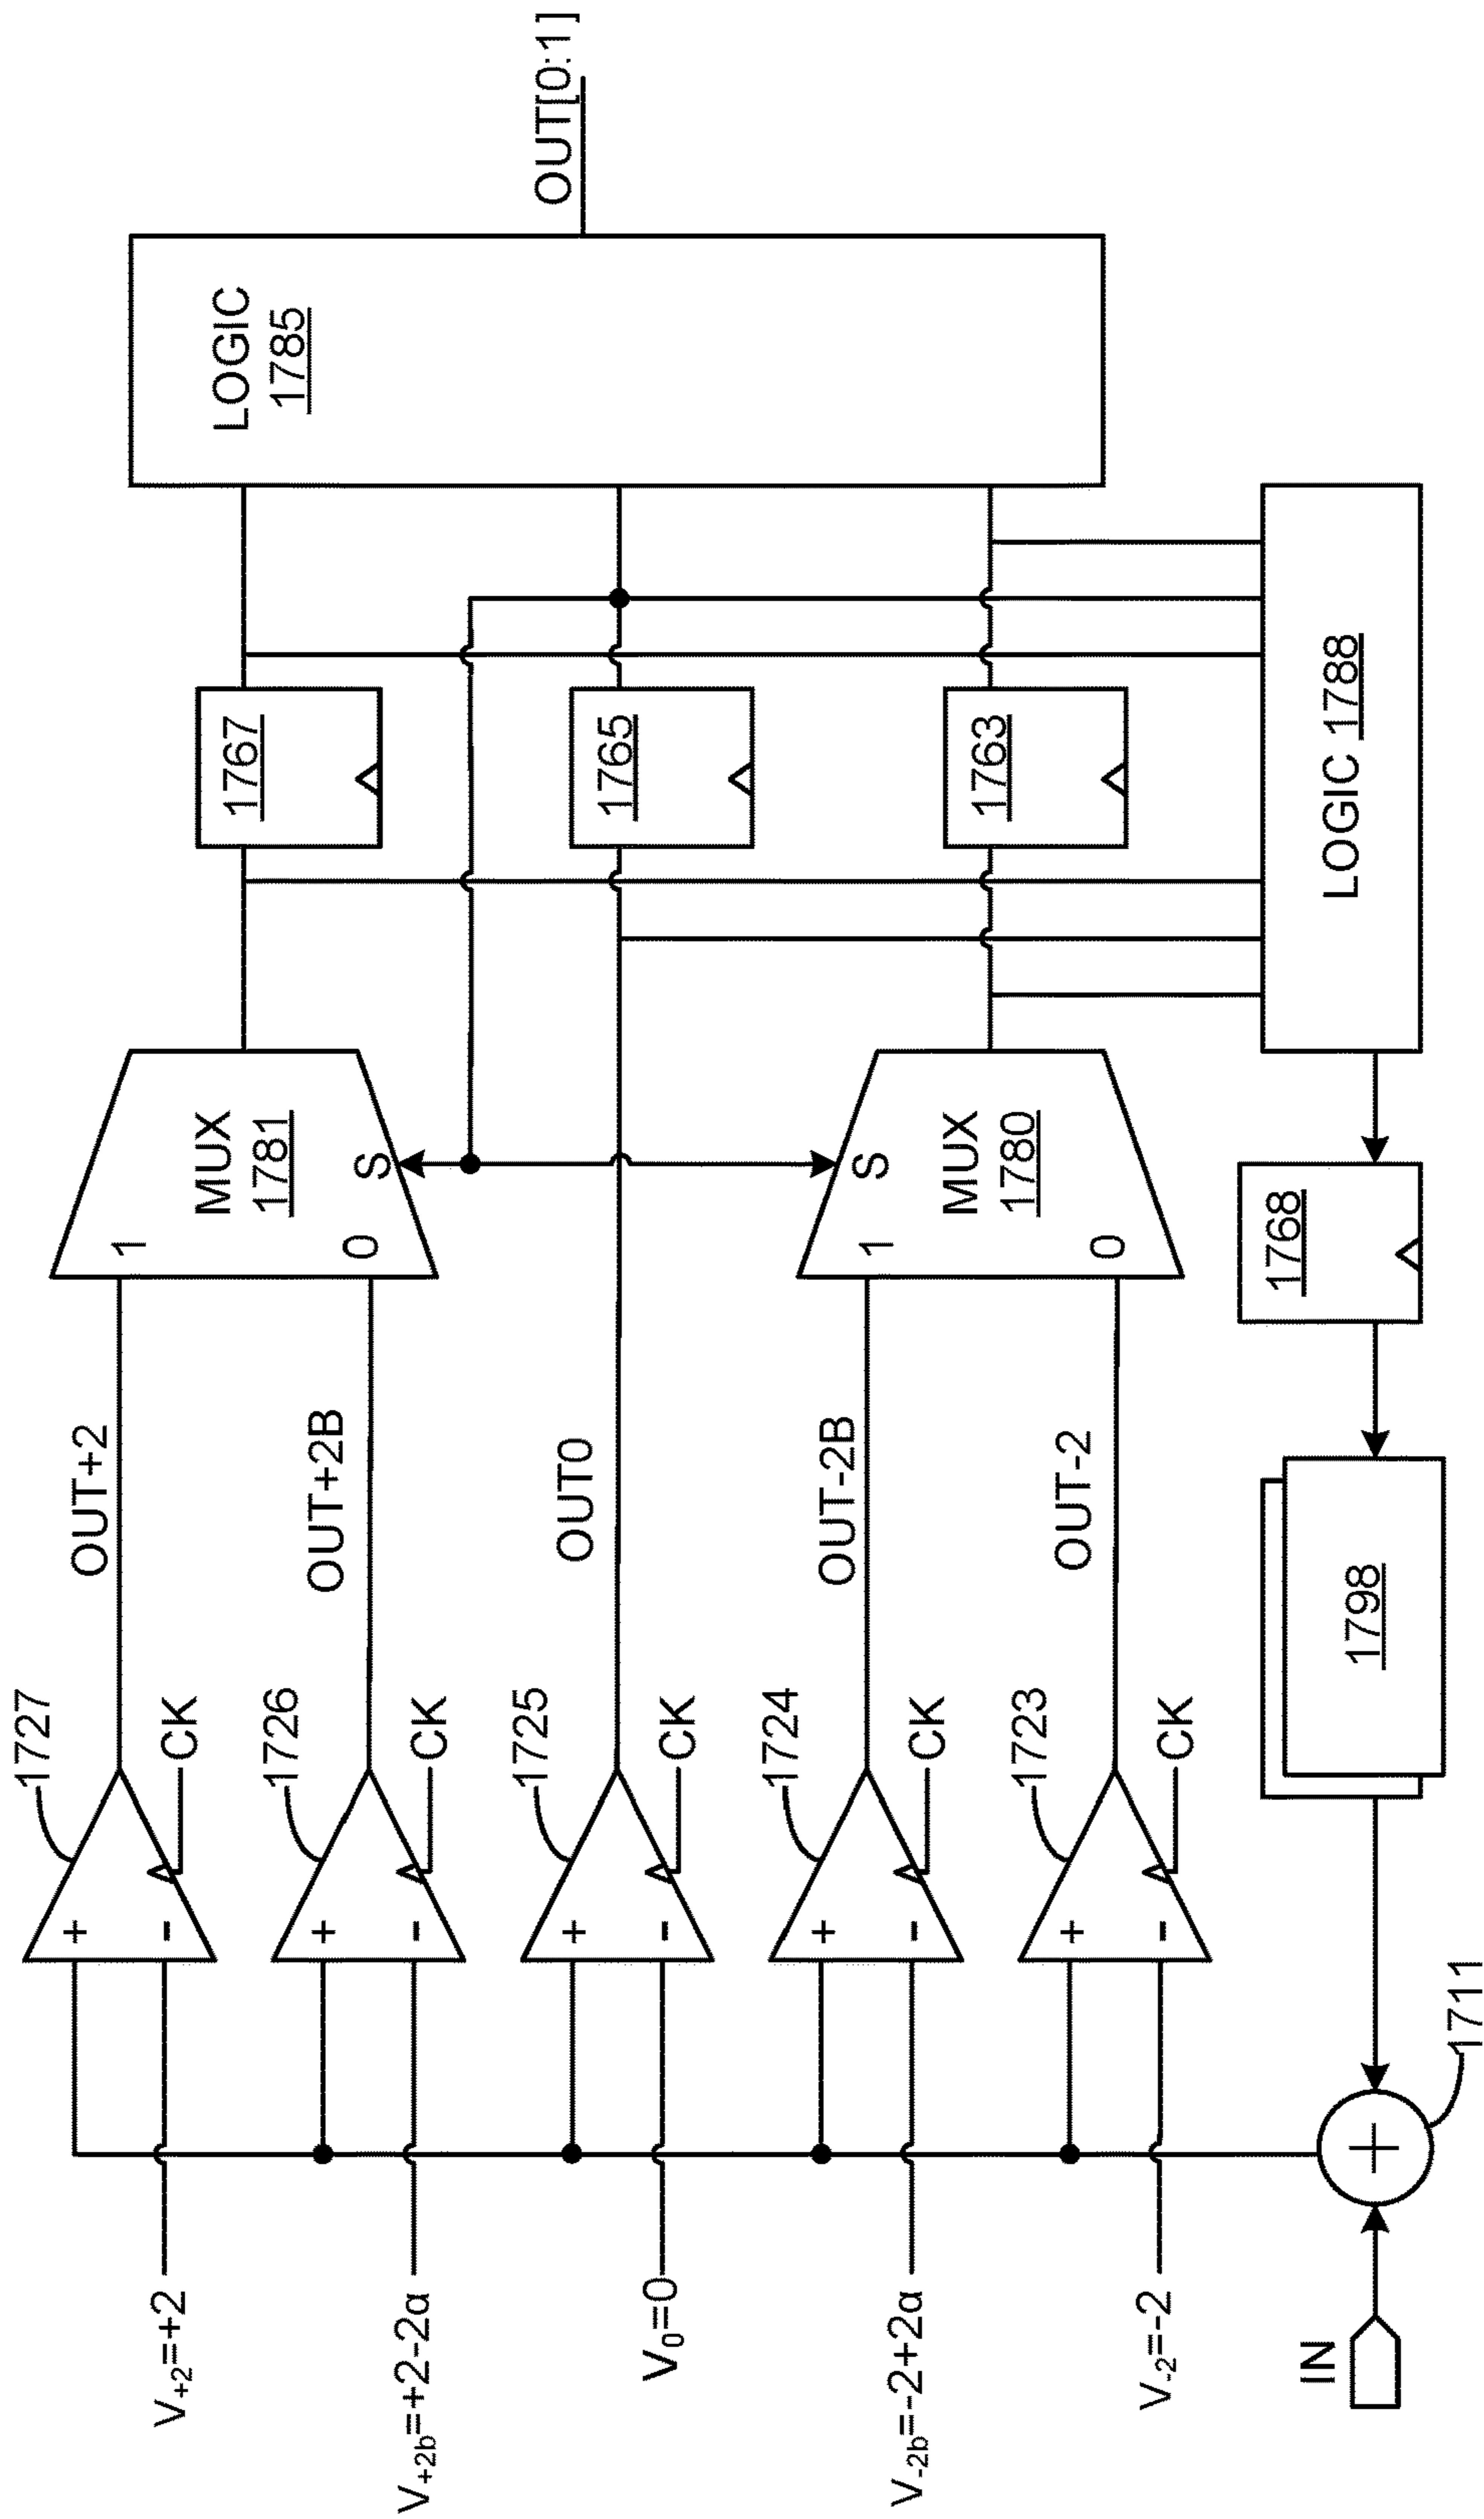 V+2=+2
1727
+
-
CK
OUT+2
1
MUX
1781
S
0
V+2b=+2-2α
1726
+
-
CK
OUT+2B
1767
V0=0
1725
+
-
CK
OUT0
1765
LOGIC
1785
OUT[0:1]
V-2b=-2+2α
1724
+
-
CK
OUT-2B
1
MUX
1780
S
0
V-2=-2
1723
+
-
CK
OUT-2
1763
IN
+
1711
1798
1768
LOGIC 1788